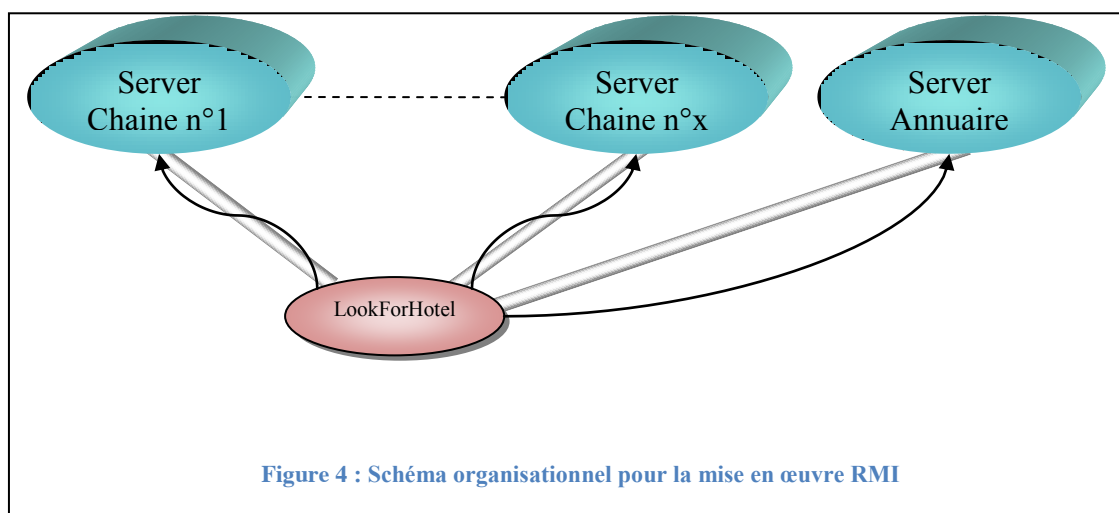 Server
Chaine n°1
Server
Chaine n°x
Server
Annuaire
LookForHotel
Figure 4 : Schéma organisationnel pour la mise en œuvre RMI